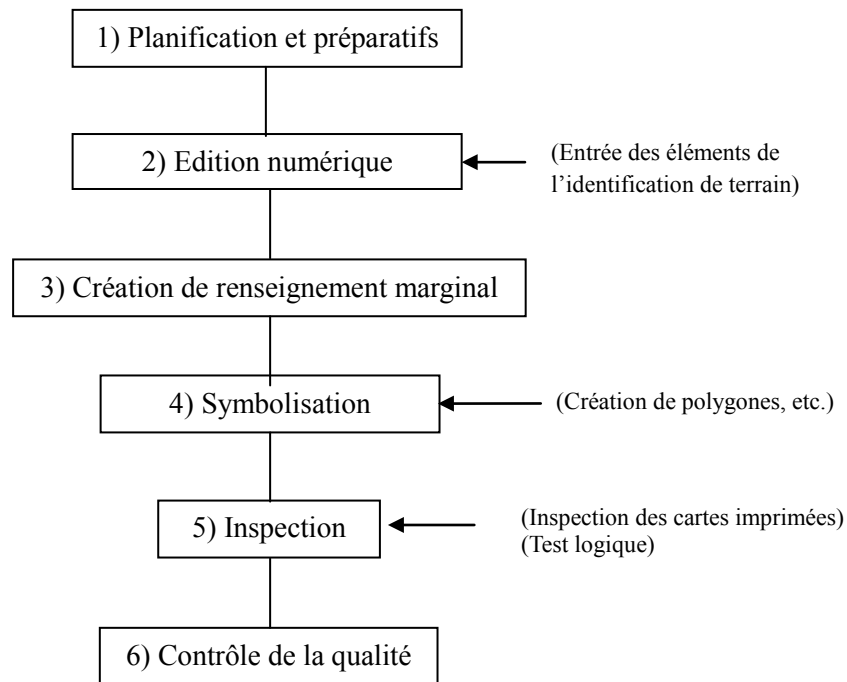 1) Planification et préparatifs
2) Edition numérique
(Entrée des éléments de
l’identification de terrain)
3) Création de renseignement marginal
4) Symbolisation
(Création de polygones, etc.)
5) Inspection
(Inspection des cartes imprimées)
(Test logique)
6) Contrôle de la qualité